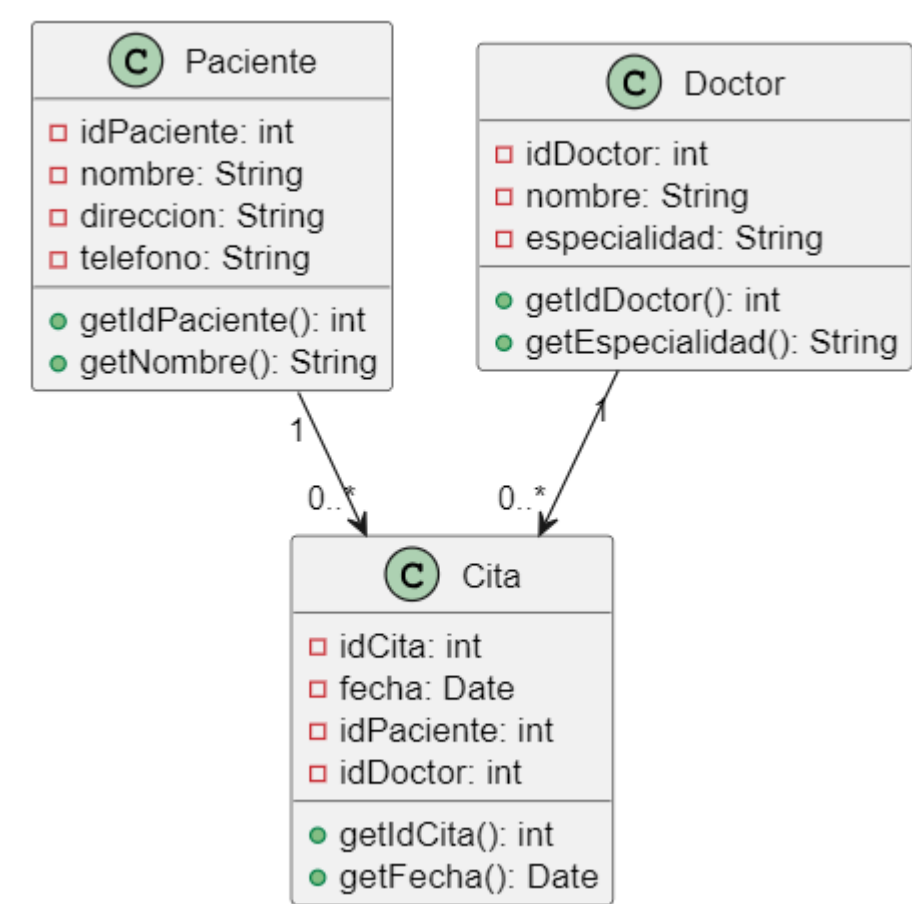 C Paciente
idPaciente: int
nombre: String
direccion: String
telefono: String
getIdPaciente(): int
getNombre(): String
C Doctor
idDoctor: int
nombre: String
especialidad: String
getIdDoctor(): int
getEspecialidad(): String
1
1
0..*
0..*
C Cita
idCita: int
fecha: Date
idPaciente: int
idDoctor: int
getIdCita(): int
getFecha(): Date